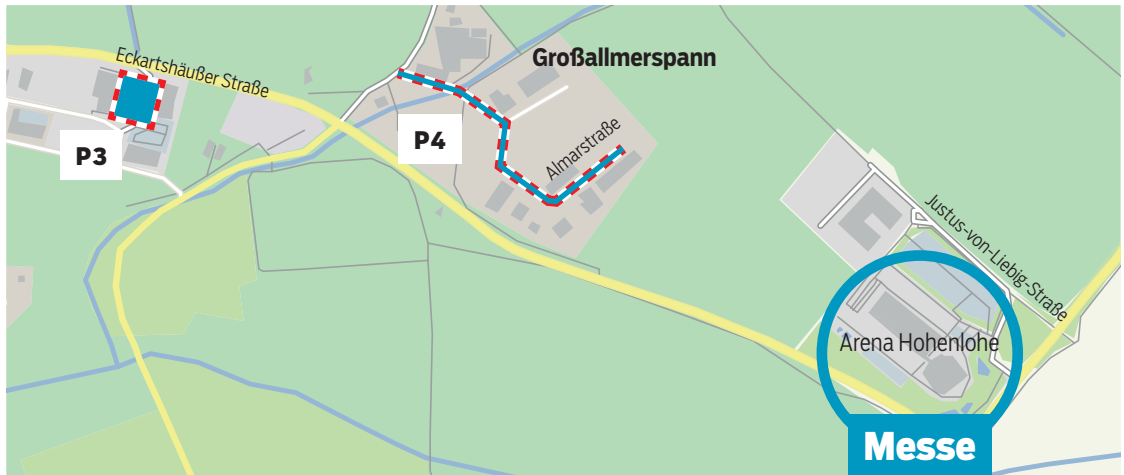 Großallmerspann
Eckartshäußer Straße
P3
P4
Almarstraße
Justus-von-Liebig-Straße
Arena Hohenlohe
Messe